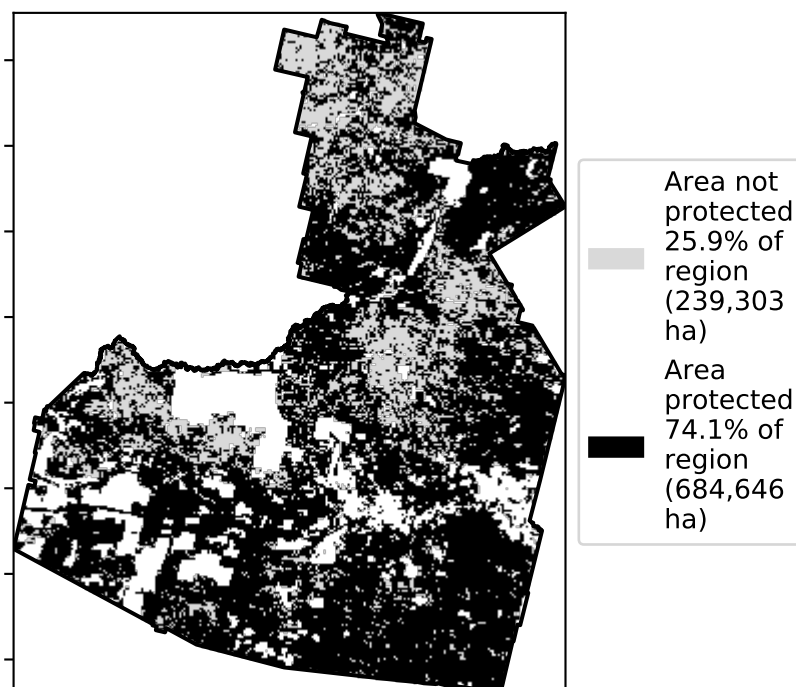 Area not
protected
25.9% of
region
(239,303
ha)
Area
protected
74.1% of
region
(684,646
ha)